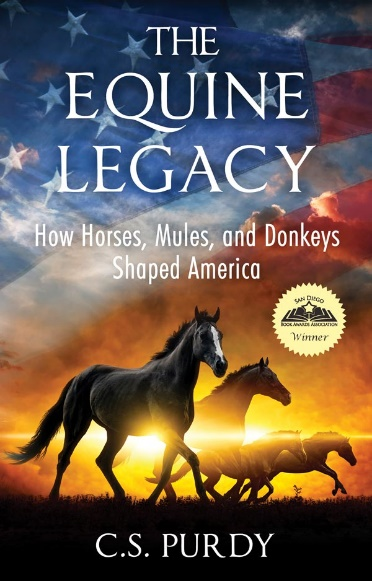 THE
EQUINE
LEGACY
How Horses, Mules, and Donkeys
Shaped America
SAN DIEGO
BOOK AWARDS ASSOCIATION
Winner
C.S. PURDY